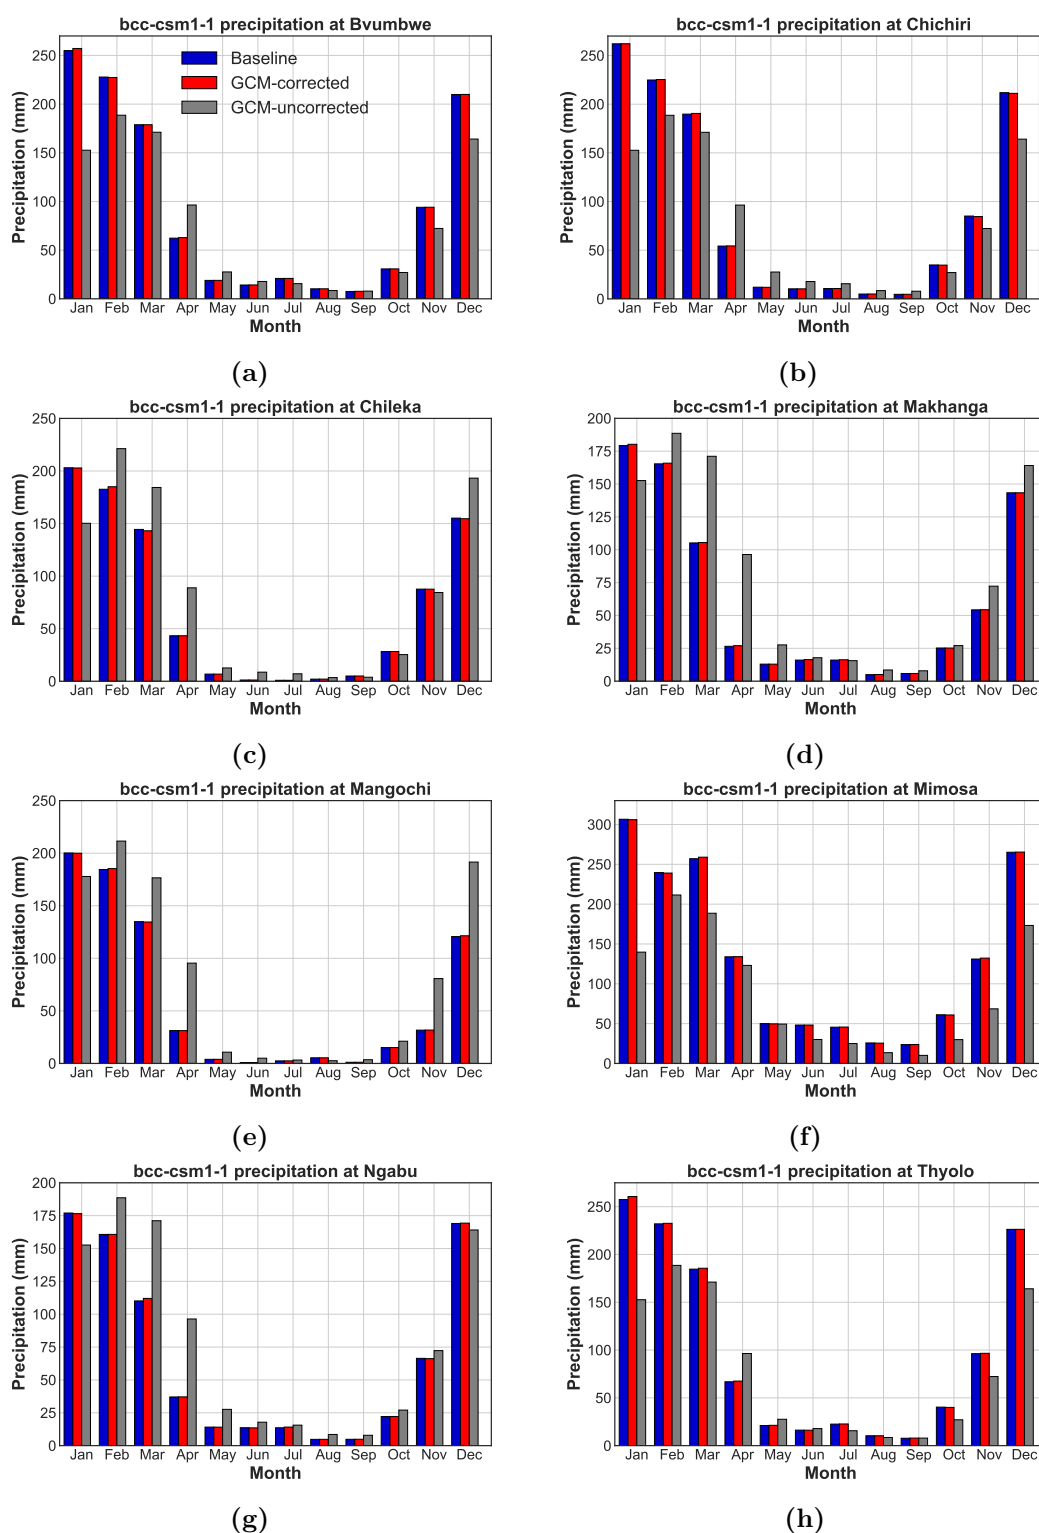 bcc-csm1-1 precipitation at Bvumbwe
Precipitation (mm)
250
200
150
100
50
0
Baseline
GCM-corrected
GCM-uncorrected
Jan Feb Mar Apr May Jun Jul Aug Sep Oct Nov Dec
Month
(a)
bcc-csm1-1 precipitation at Chichiri
Precipitation (mm)
250
200
150
100
50
0
Jan Feb Mar Apr May Jun Jul Aug Sep Oct Nov Dec
Month
(b)
bcc-csm1-1 precipitation at Chileka
Precipitation (mm)
250
200
150
100
50
0
Jan Feb Mar Apr May Jun Jul Aug Sep Oct Nov Dec
Month
(c)
bcc-csm1-1 precipitation at Makhanga
Precipitation (mm)
200
175
150
125
100
75
50
25
0
Jan Feb Mar Apr May Jun Jul Aug Sep Oct Nov Dec
Month
(d)
bcc-csm1-1 precipitation at Mangochi
Precipitation (mm)
250
200
150
100
50
0
Jan Feb Mar Apr May Jun Jul Aug Sep Oct Nov Dec
Month
(e)
bcc-csm1-1 precipitation at Mimosa
Precipitation (mm)
300
250
200
150
100
50
0
Jan Feb Mar Apr May Jun Jul Aug Sep Oct Nov Dec
Month
(f)
bcc-csm1-1 precipitation at Ngabu
Precipitation (mm)
200
175
150
125
100
75
50
25
0
Jan Feb Mar Apr May Jun Jul Aug Sep Oct Nov Dec
Month
(g)
bcc-csm1-1 precipitation at Thyolo
Precipitation (mm)
250
200
150
100
50
0
Jan Feb Mar Apr May Jun Jul Aug Sep Oct Nov Dec
Month
(h)